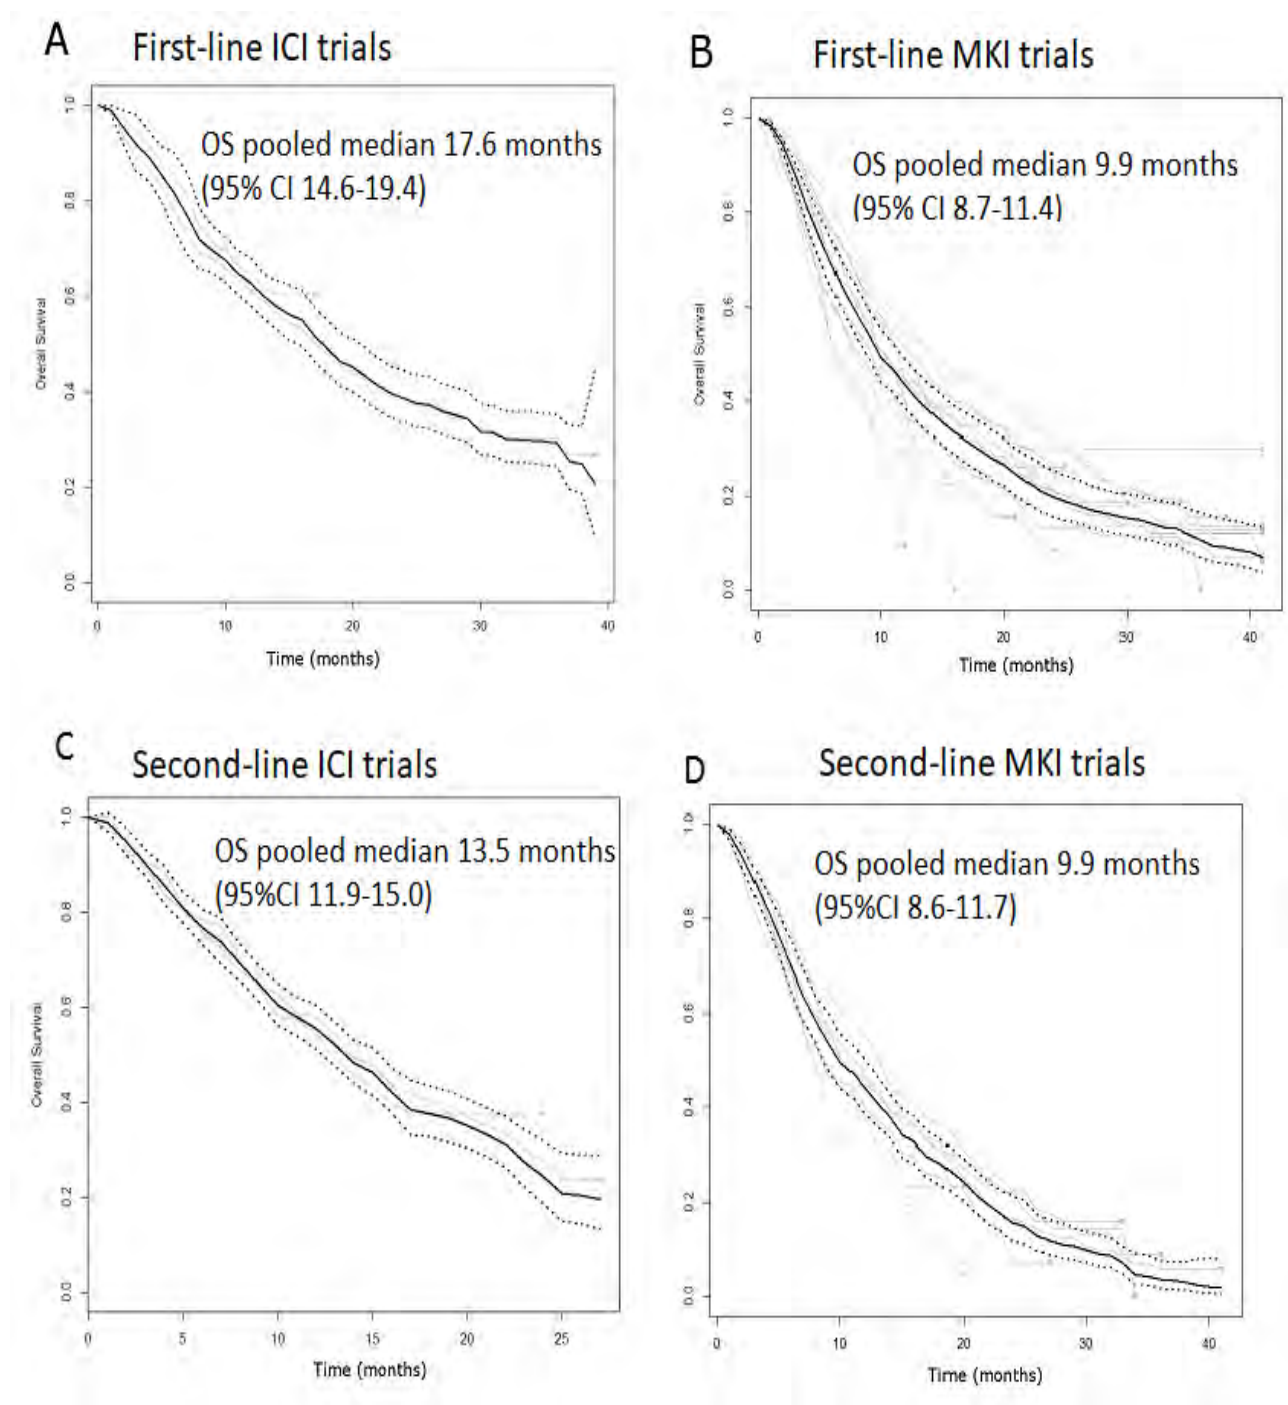 A
First-line ICI trials
OS pooled median 17.6 months
(95% CI 14.6-19.4)
Overall Survival
1.0
0.8
0.6
0.4
0.2
0.0
0 10 20 30 40
Time (months)
B
First-line MKI trials
OS pooled median 9.9 months
(95% CI 8.7-11.4)
Overall Survival
1.0
0.8
0.6
0.4
0.2
0.0
0 10 20 30 40
Time (months)
C
Second-line ICI trials
OS pooled median 13.5 months
(95%CI 11.9-15.0)
Overall Survival
1.0
0.8
0.6
0.4
0.2
0.0
0 5 10 15 20 25
Time (months)
D
Second-line MKI trials
OS pooled median 9.9 months
(95%CI 8.6-11.7)
1.0
0.8
0.6
0.4
0.2
0.0
0 10 20 30 40
Time (months)